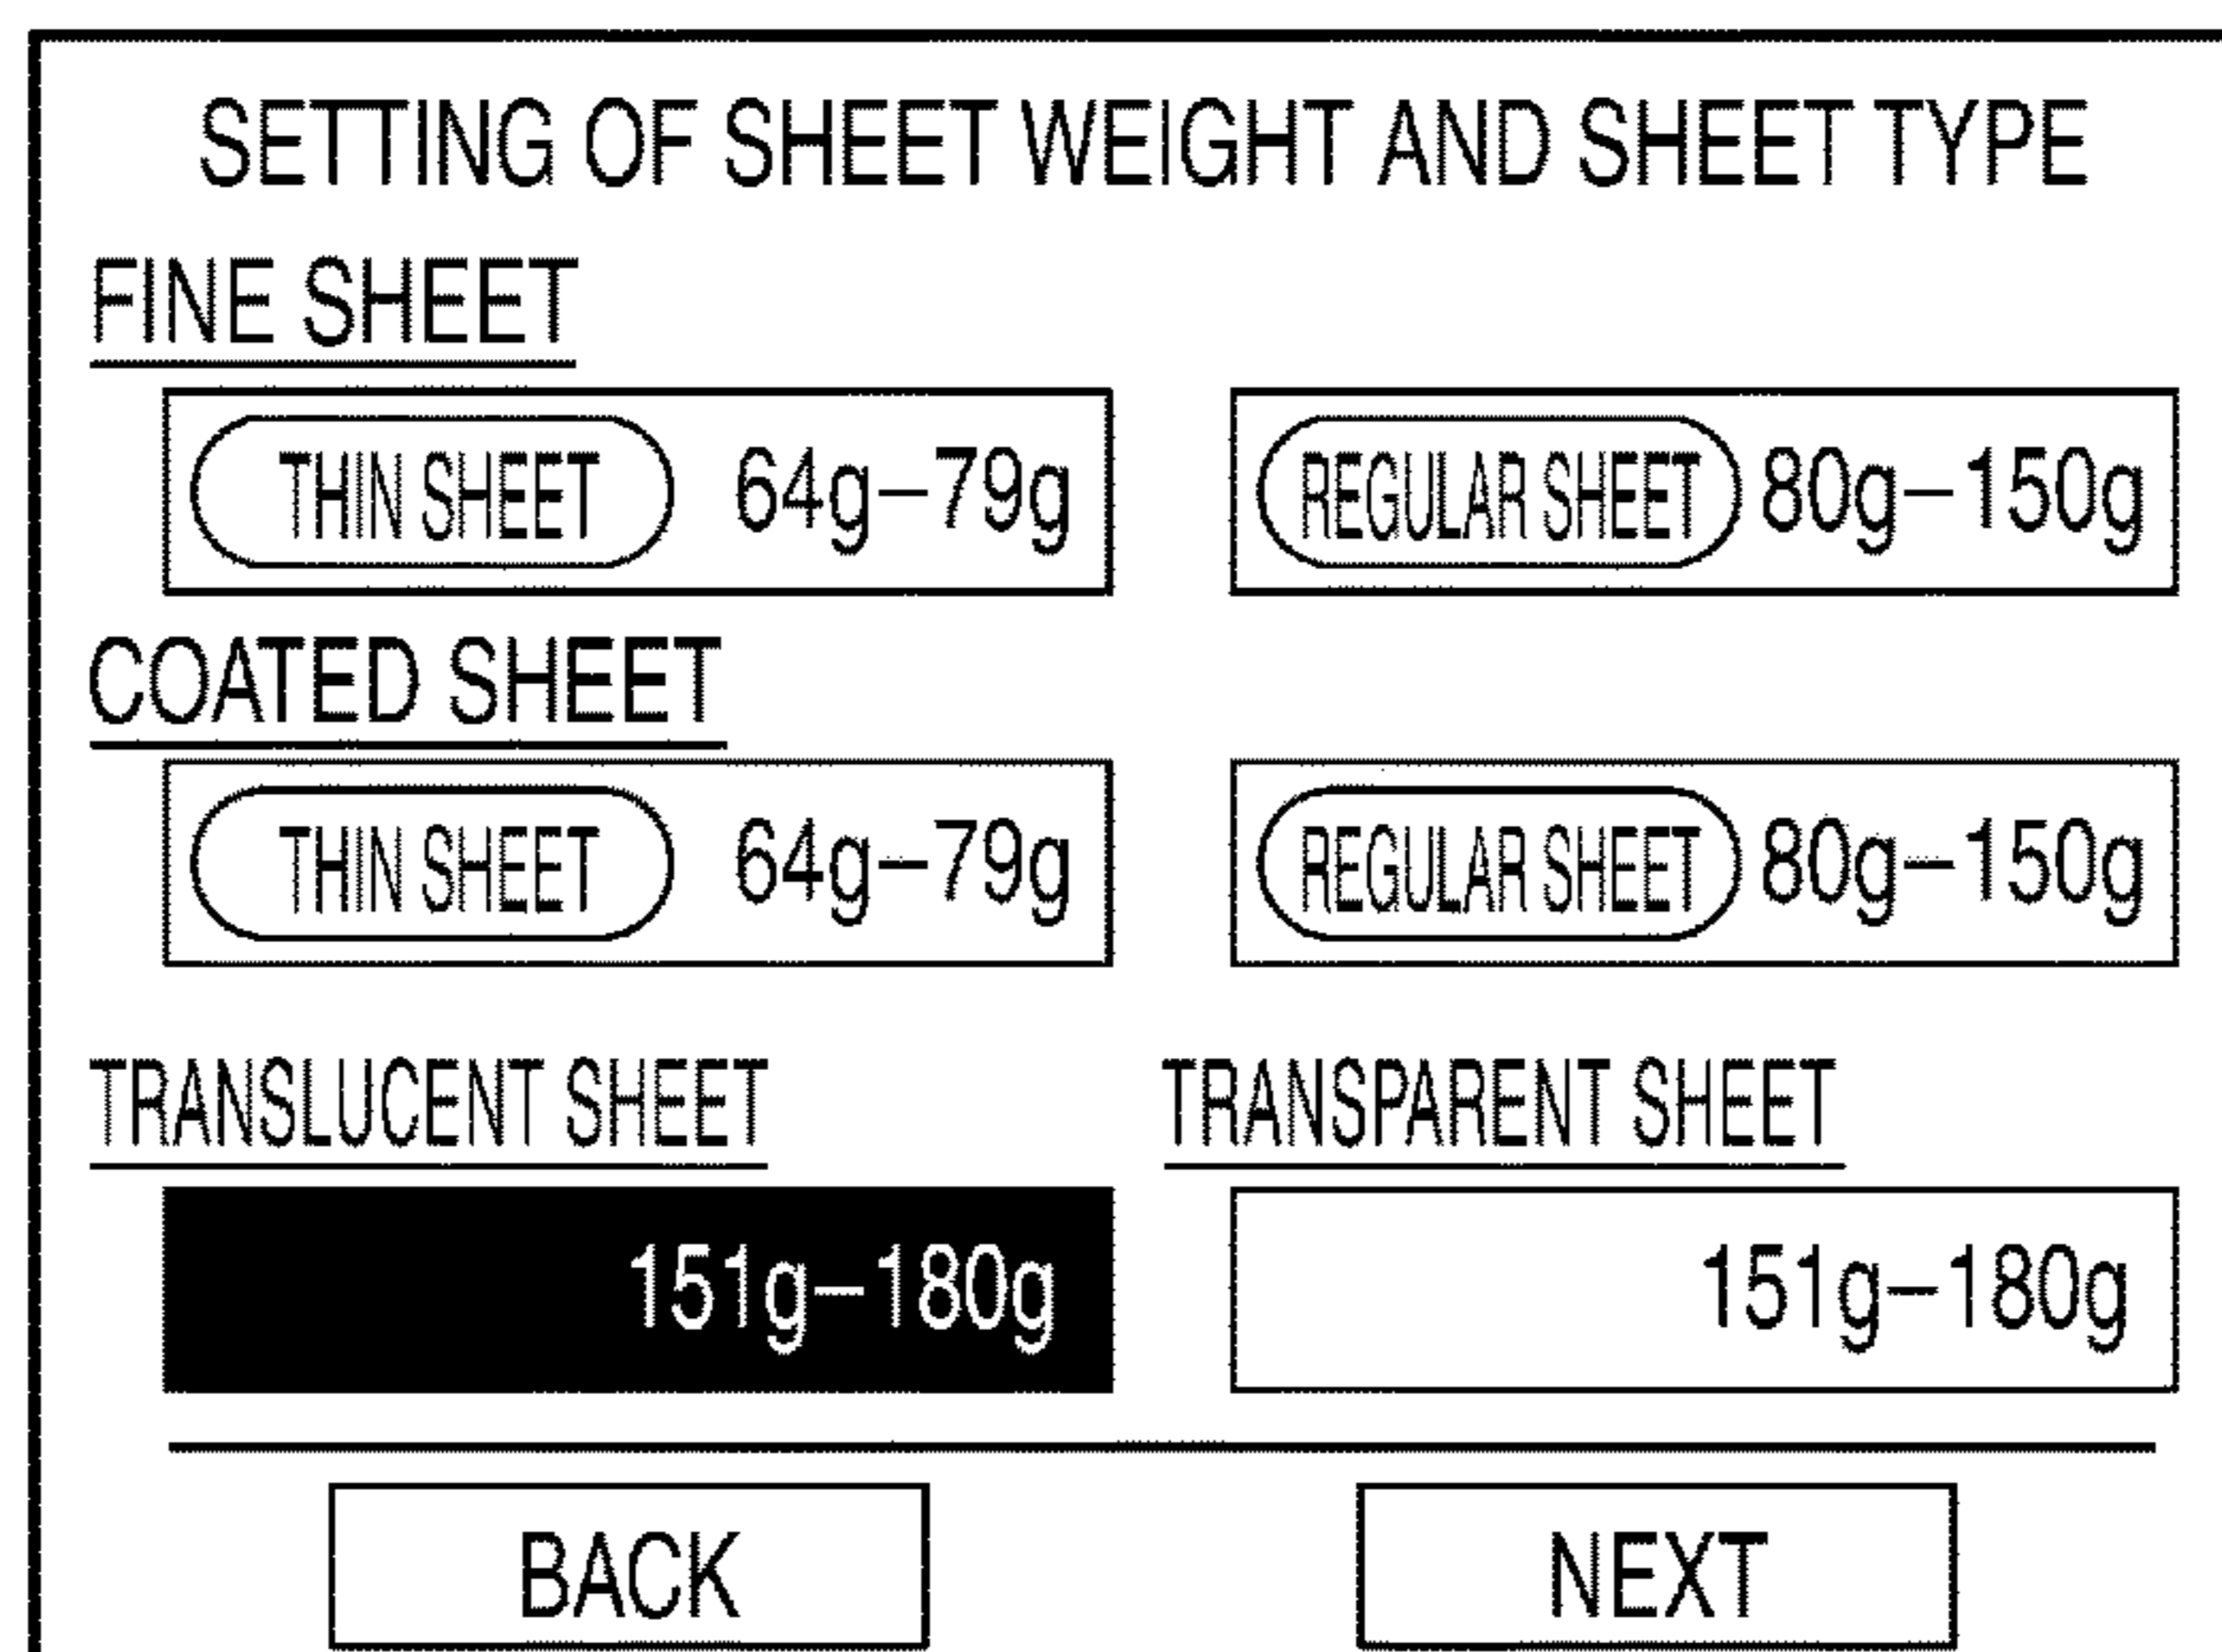 SETTING OF SHEET WEIGHT AND SHEET TYPE
FINE SHEET
THIN SHEET 64g–79g
REGULAR SHEET 80g–150g
COATED SHEET
THIN SHEET 64g–79g
REGULAR SHEET 80g–150g
TRANSLUCENT SHEET
151g–180g
TRANSPARENT SHEET
151g–180g
BACK
NEXT